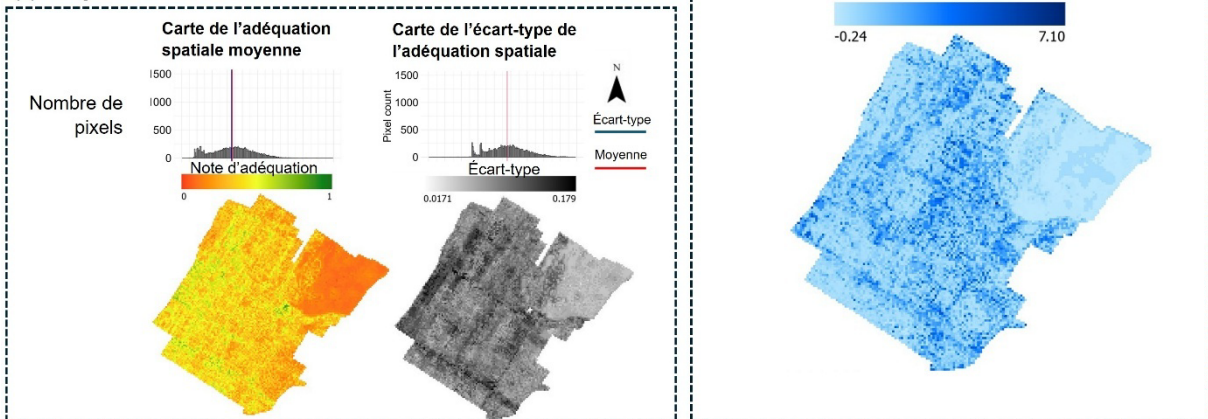 Carte de l'adéquation
spatiale moyenne
Nombre de
pixels
1500
1000
500
0
Note d'adéquation
0
1
Carte de l'écart-type de
l'adéquation spatiale
Pixel count
1500
1000
500
0
Écart-type
0.0171
0.179
N
Écart-type
Moyenne
-0.24
7.10